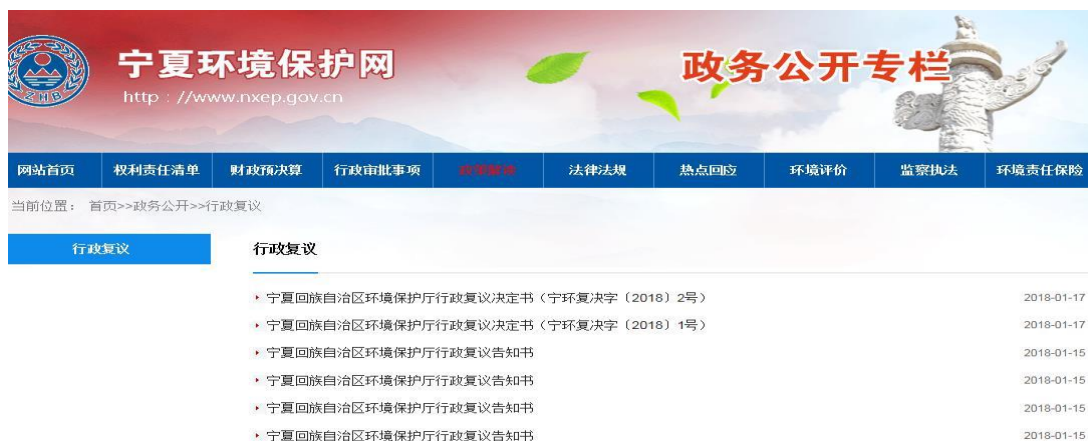 宁夏环境保护网
政务公开专栏
http://www.nxep.gov.cn
ZHB
网站首页 权利责任清单 财政预决算 行政审批事项 政策解读 法律法规 热点回应 环境评价 监察执法 环境责任保险
当前位置： 首页>>政务公开>>行政复议
行政复议 行政复议
宁夏回族自治区环境保护厅行政复议决定书（宁环复决字〔2018〕2号） 2018-01-17
宁夏回族自治区环境保护厅行政复议决定书（宁环复决字〔2018〕1号） 2018-01-17
宁夏回族自治区环境保护厅行政复议告知书 2018-01-15
宁夏回族自治区环境保护厅行政复议告知书 2018-01-15
宁夏回族自治区环境保护厅行政复议告知书 2018-01-15
宁夏回族自治区环境保护厅行政复议告知书 2018-01-15